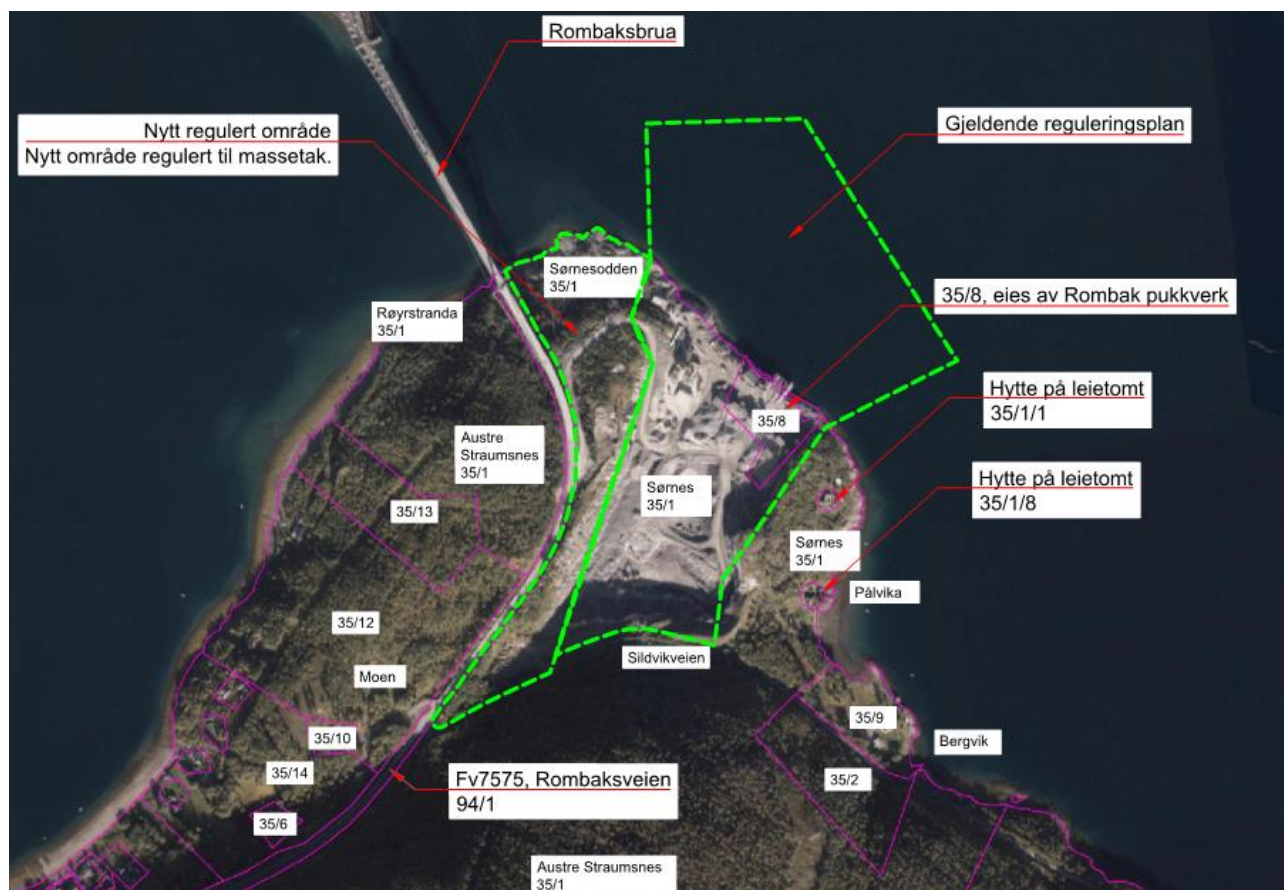 Rombaksbrua
Nytt regulert område
Nytt område regulert til massetak.
Gjeldende reguleringsplan
Sørnesodden
35/1
35/8, eies av Rombak pukkverk
Røyrstranda
35/1
Hytte på leietomt
35/1/1
35/8
Austre
Straumsnes
35/1
Hytte på leietomt
35/1/8
Sørnes
35/1
35/13
Sørnes
35/1
Pålvika
35/12
Sildvikveien
Moen
35/9
35/10
Bergvik
35/14
35/2
Fv7575, Rombaksveien
94/1
35/6
Austre Straumsnes
35/1